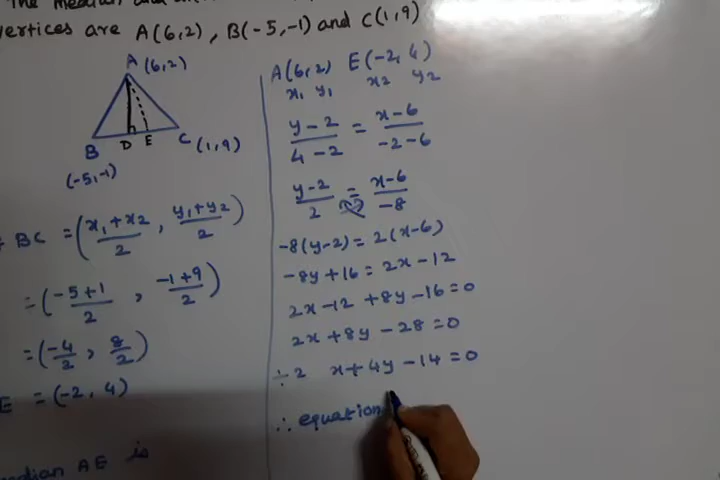 The Median and
vertices are A(6,2), B(-5,-1) and C(1,9)
A (6,2)
B D E C (1,9)
(-5,-1)
BC = (x₁+x₂/2 , y₁+y₂/2)
= (-5+1/2 , -1+9/2)
= (-4/2 , 8/2)
E = (-2, 4)
median AE is
A(6,2) E(-2,4)
x₁ y₁ x₂ y₂
y-2/4-2 = x-6/-2-6
y-2/2 = x-6/-8
-8(y-2) = 2(x-6)
-8y+16 = 2x-12
2x-12+8y-16=0
2x+8y-28=0
÷2 x+4y-14=0
∴ equation